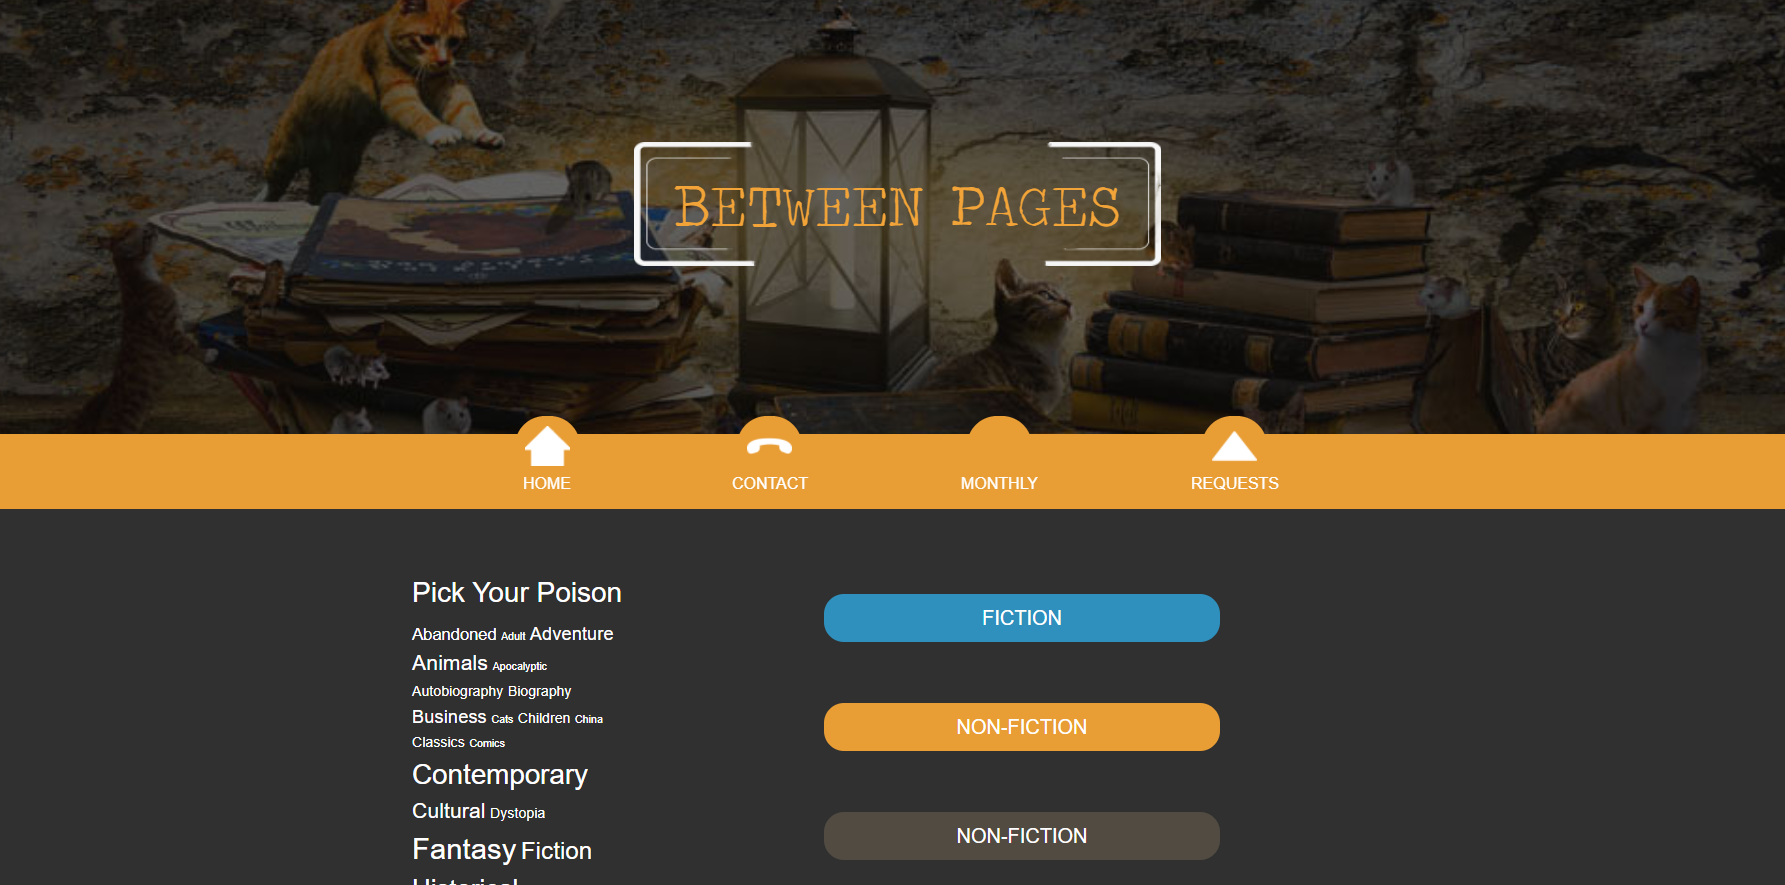 BETWEEN PAGES
HOME
CONTACT
MONTHLY
REQUESTS
Pick Your Poison
Abandoned Adult Adventure
Animals Apocalyptic
Autobiography Biography
Business Cats Children China
Classics Comics
Contemporary
Cultural Dystopia
Fantasy Fiction
Historical
FICTION
NON-FICTION
NON-FICTION